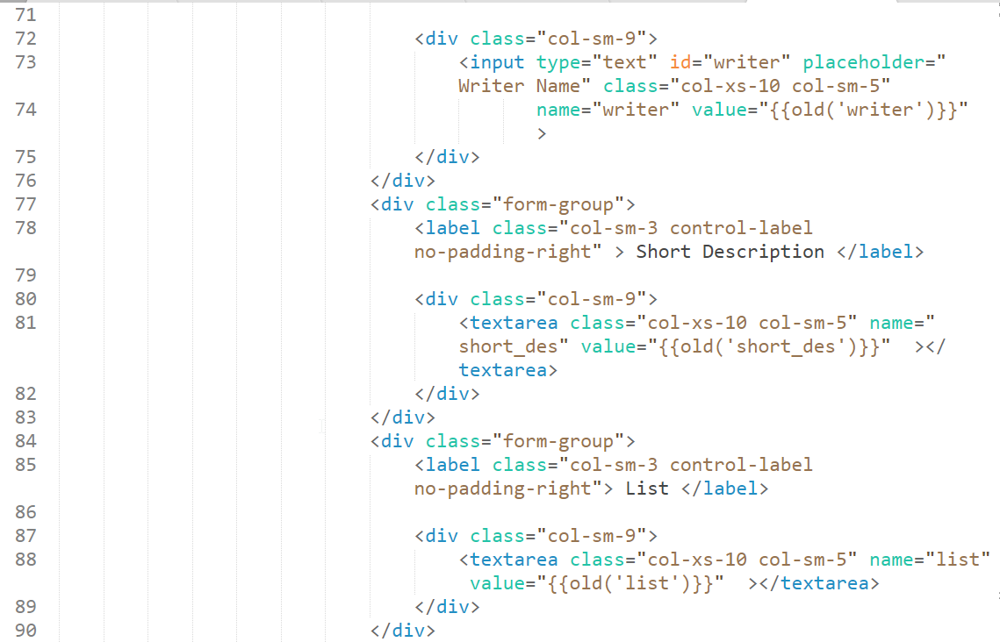 71
72 <div class="col-sm-9">
73 <input type="text" id="writer" placeholder="
Writer Name" class="col-xs-10 col-sm-5"
74 name="writer" value="{{old('writer')}}"
>
75 </div>
76 </div>
77 <div class="form-group">
78 <label class="col-sm-3 control-label
no-padding-right" > Short Description </label>
79
80 <div class="col-sm-9">
81 <textarea class="col-xs-10 col-sm-5" name="
short_des" value="{{old('short_des')}}"  ></
textarea>
82 </div>
83 </div>
84 <div class="form-group">
85 <label class="col-sm-3 control-label
no-padding-right"> List </label>
86
87 <div class="col-sm-9">
88 <textarea class="col-xs-10 col-sm-5" name="list"
value="{{old('list')}}"  ></textarea>
89 </div>
90 </div>